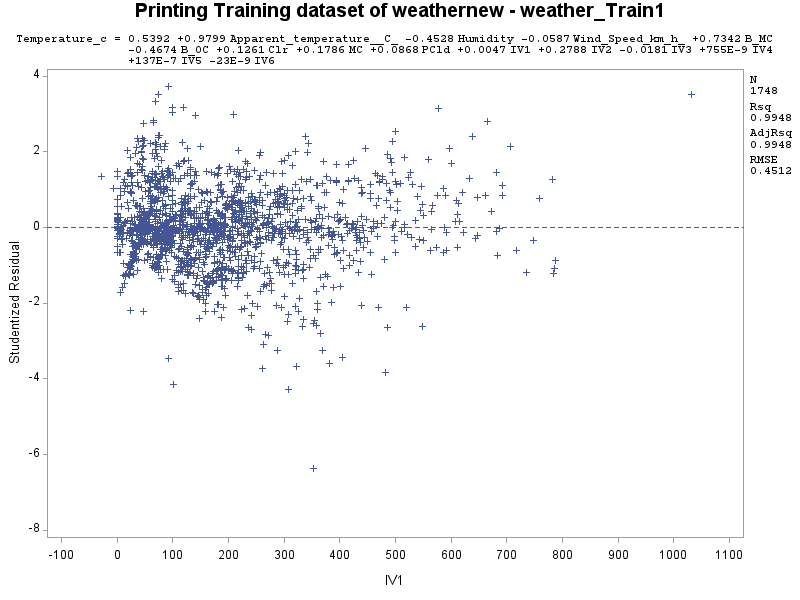 Printing Training dataset of weathernew - weather_Train1
Temperature_c = 0.5392 +0.9799 Apparent_temperature__C_ -0.4528 Humidity -0.0587 Wind_Speed_km_h_ +0.7342 B_MC
-0.4674 B_OC +0.1261 Clr +0.1786 MC +0.0868 PCld +0.0047 IV1 +0.2788 IV2 -0.0181 IV3 +755E-9 IV4
+137E-7 IV5 -23E-9 IV6
N
1748
Rsq
0.9948
AdjRsq
0.9948
RMSE
0.4512
4
2
0
-2
-4
-6
-8
Studentized Residual
-100 0 100 200 300 400 500 600 700 800 900 1000 1100
IV1